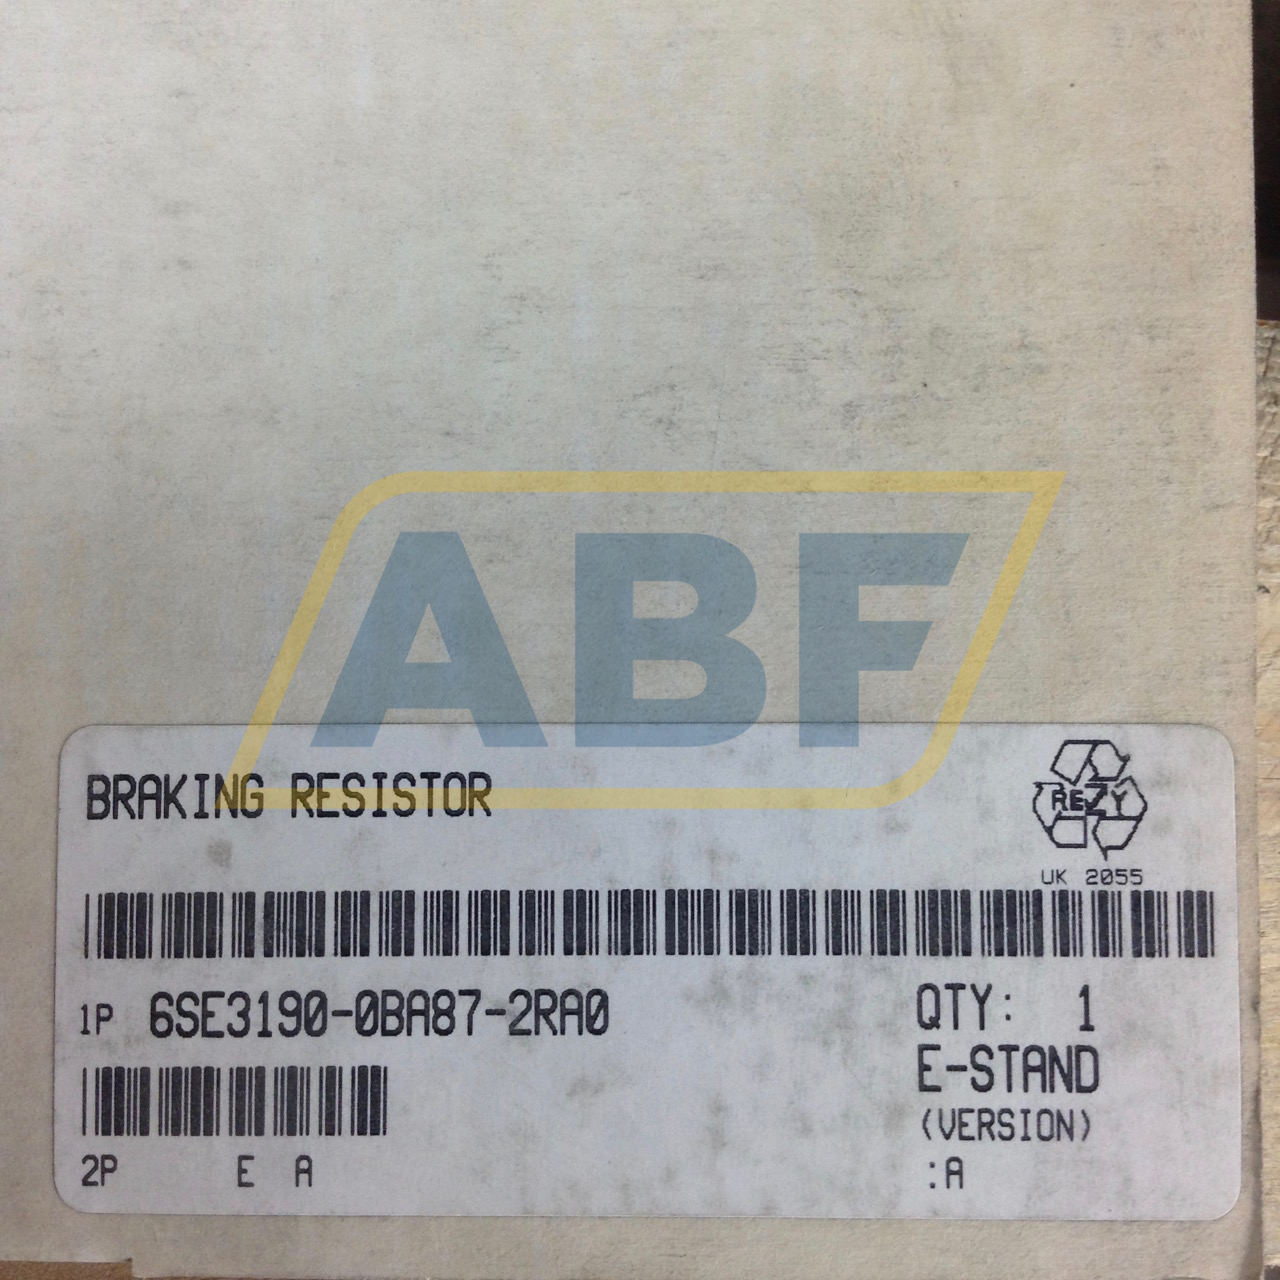 ABF
BRAKING RESISTOR
REZY
UK 2055
1P 6SE3190-0BA87-2RA0
QTY: 1
E-STAND
(VERSION)
:A
2P E A